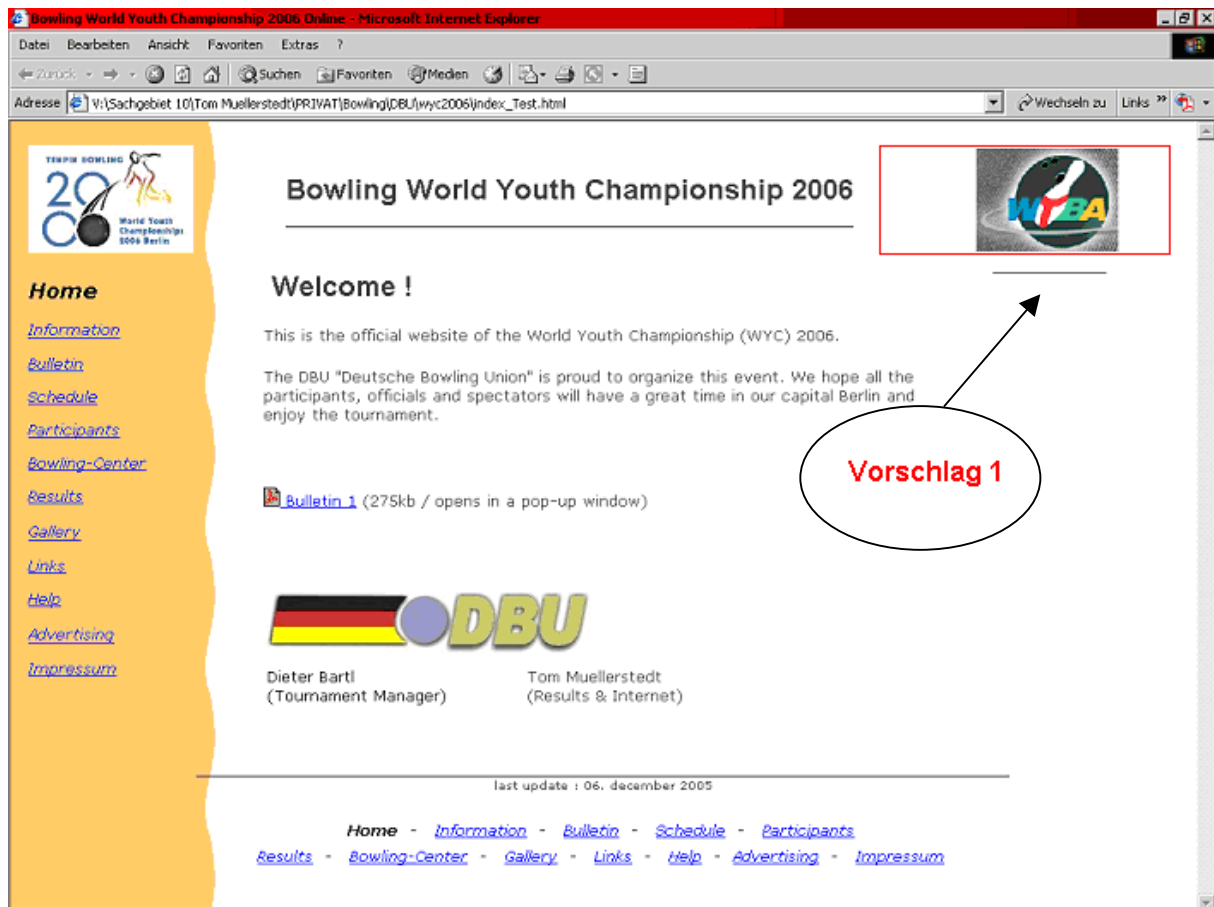 Bowling World Youth Championship 2006 Online - Microsoft Internet Explorer
Datei Bearbeiten Ansicht Favoriten Extras ?
Zurück Suchen Favoriten Medien
Adresse V:\Sachgebiet 10\Tom Muellerstedt\PRIVAT\Bowling\DBU\wyc2006\index_Test.html Wechseln zu Links »
TENPIN BOWLING
2006
World Youth
Championships
2006 Berlin
Bowling World Youth Championship 2006
WTBA
Home
Information
Bulletin
Schedule
Participants
Bowling-Center
Results
Gallery
Links
Help
Advertising
Impressum
Welcome !
This is the official website of the World Youth Championship (WYC) 2006.
The DBU "Deutsche Bowling Union" is proud to organize this event. We hope all the
participants, officials and spectators will have a great time in our capital Berlin and
enjoy the tournament.
Vorschlag 1
Bulletin 1 (275kb / opens in a pop-up window)
DBU
Dieter Bartl Tom Muellerstedt
(Tournament Manager) (Results & Internet)
last update : 06. december 2005
Home - Information - Bulletin - Schedule - Participants
Results - Bowling-Center - Gallery - Links - Help - Advertising - Impressum